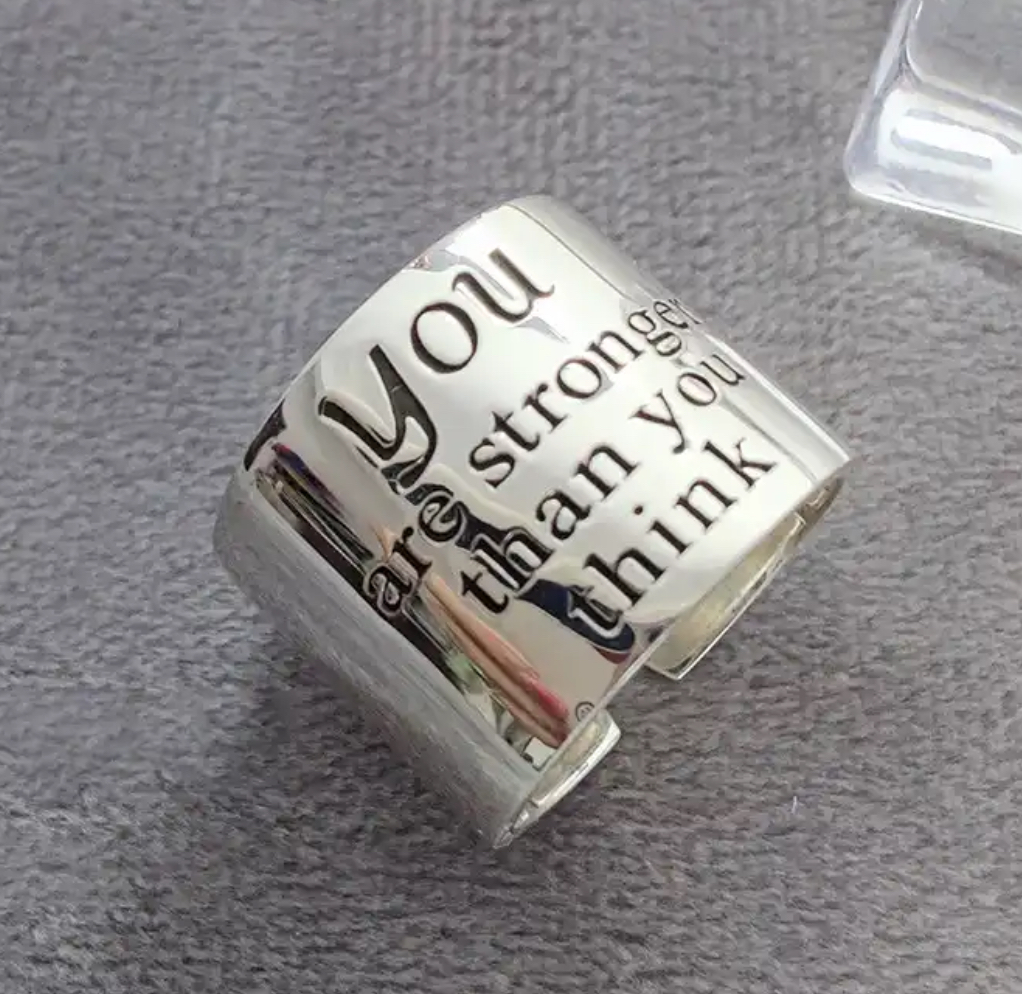 you
are stronger
than you
think